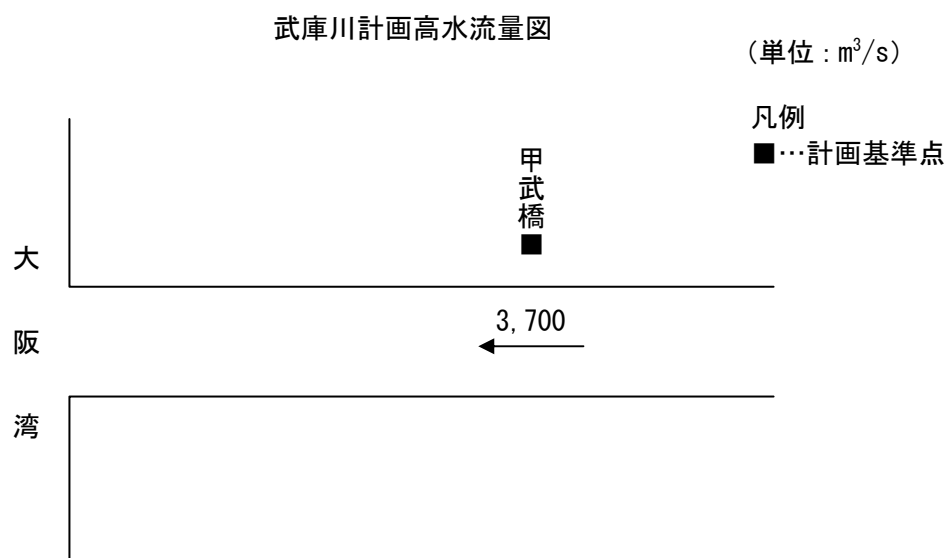 武庫川計画高水流量図
(単位:m³/s)
凡例
■…計画基準点
甲武橋
■
大阪湾
3,700